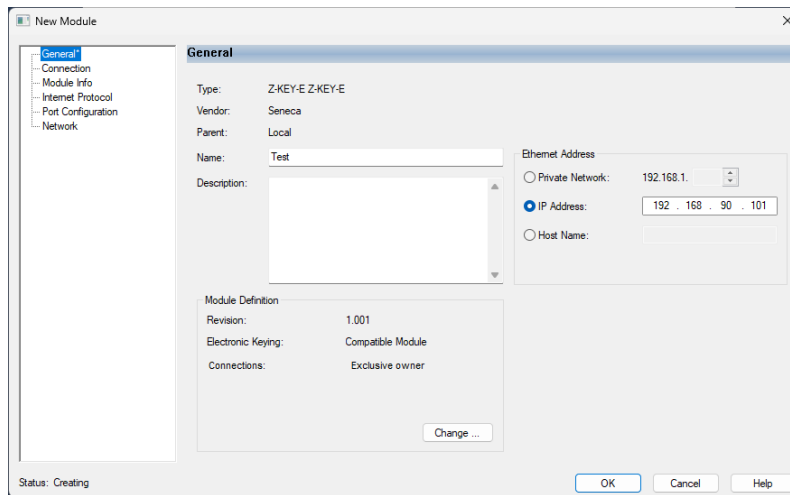 New Module
General*
Connection
Module Info
Internet Protocol
Port Configuration
Network
General
Type: Z-KEY-E Z-KEY-E
Vendor: Seneca
Parent: Local
Name: Test
Description:
Ethernet Address
Private Network: 192.168.1.
IP Address: 192 . 168 . 90 . 101
Host Name:
Module Definition
Revision: 1.001
Electronic Keying: Compatible Module
Connections: Exclusive owner
Change ...
Status: Creating
OK Cancel Help